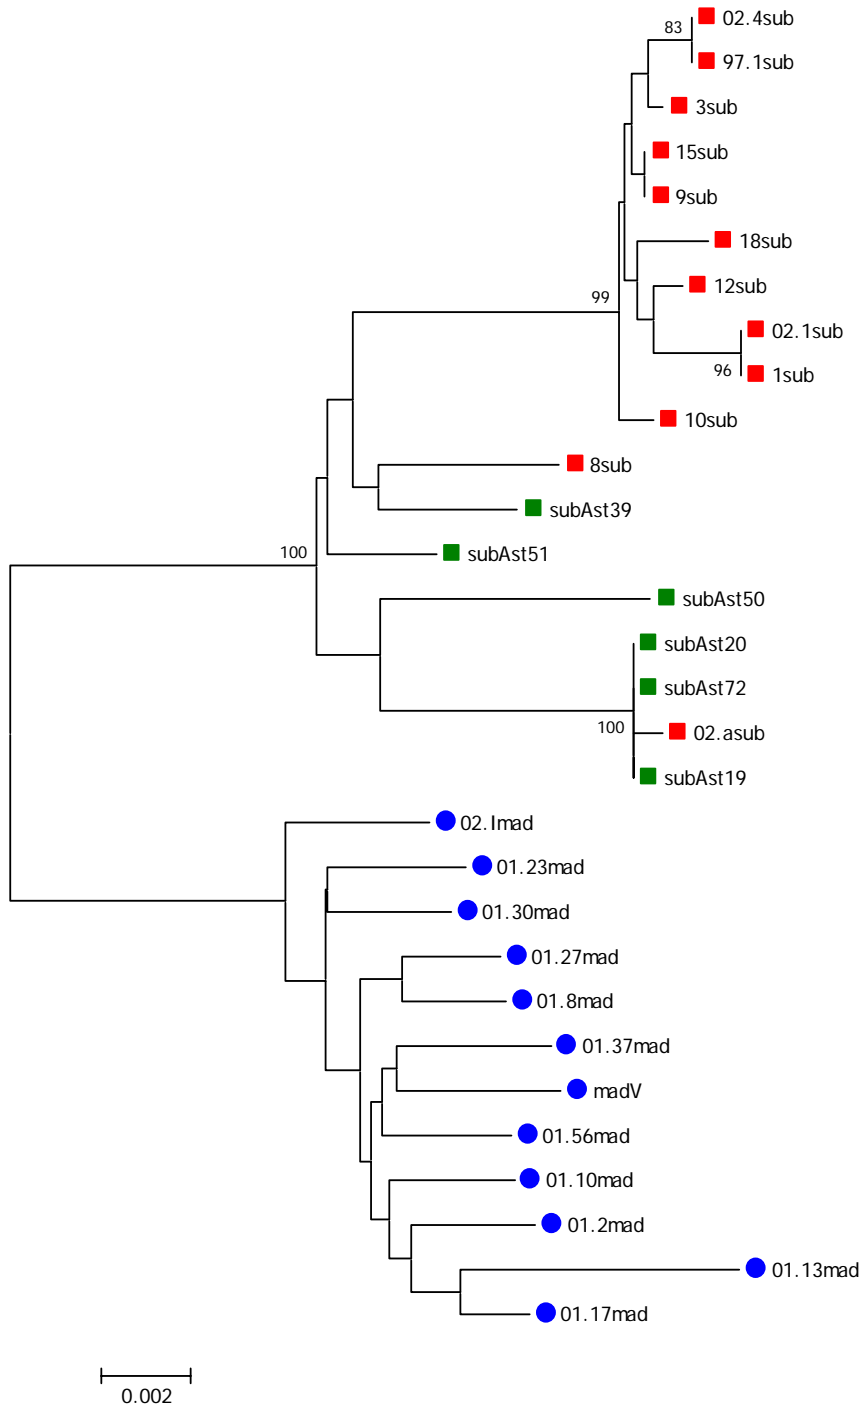 02.4sub
83
97.1sub
3sub
15sub
9sub
18sub
12sub
99
02.1sub
96
1sub
10sub
8sub
subAst39
100
subAst51
subAst50
subAst20
subAst72
100
02.asub
subAst19
02.Imad
01.23mad
01.30mad
01.27mad
01.8mad
01.37mad
madV
01.56mad
01.10mad
01.2mad
01.13mad
01.17mad
0.002